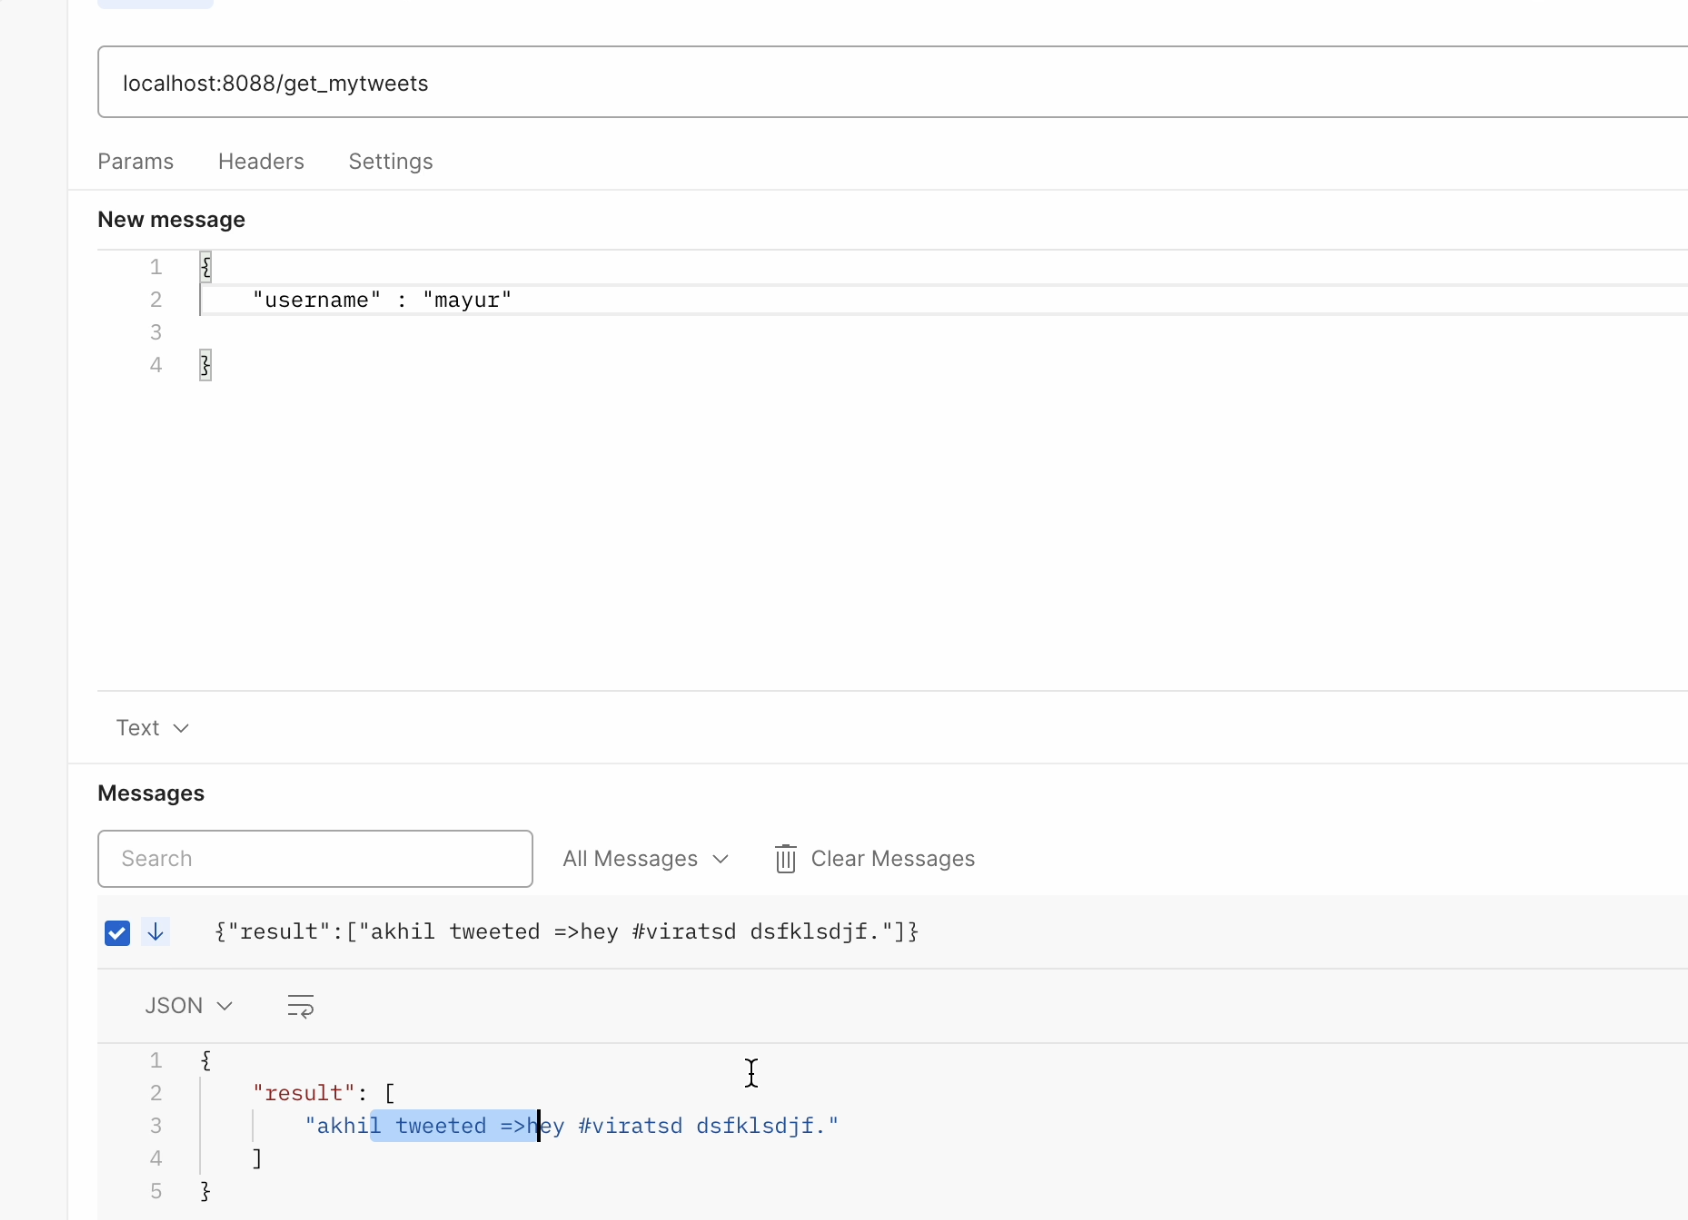 localhost:8088/get_mytweets
Params Headers Settings
New message
1 {
2 "username" : "mayur"
3
4 }
Text
Messages
Search All Messages Clear Messages
{"result":["akhil tweeted =>hey #viratsd dsfklsdjf."]}
JSON
1 {
2 "result": [
3 "akhil tweeted =>hey #viratsd dsfklsdjf."
4 ]
5 }